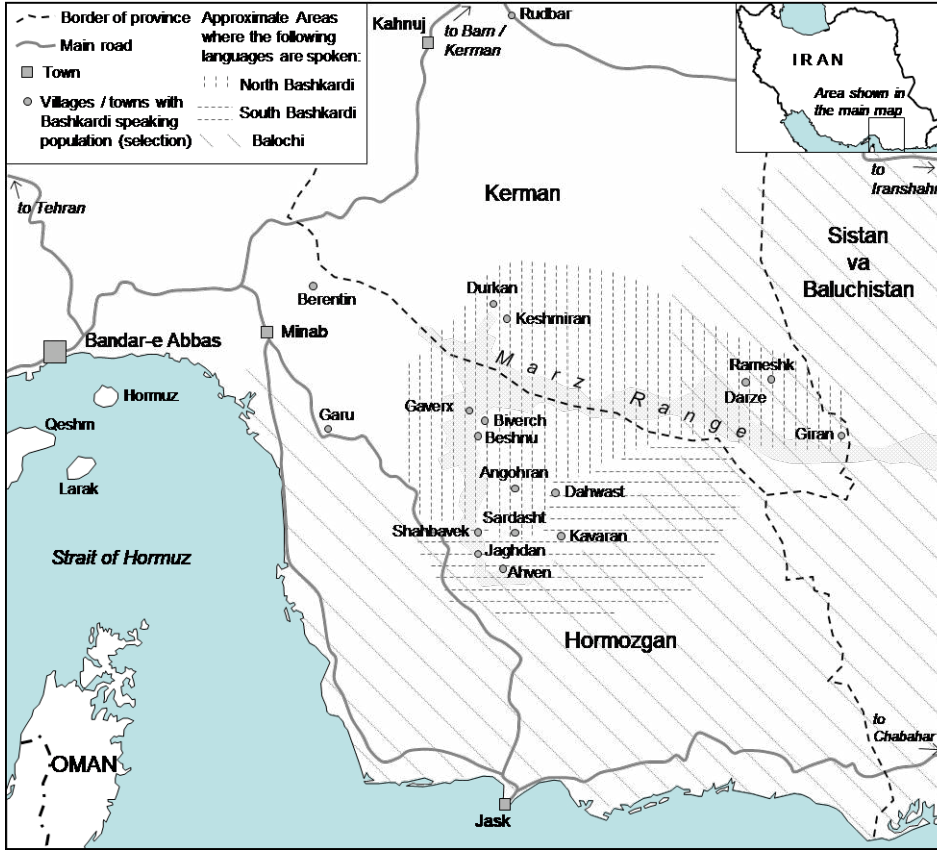 Border of province
Main road
Town
Villages / towns with
Bashkardi speaking
population (selection)
Approximate Areas
where the following
languages are spoken:
North Bashkardi
South Bashkardi
Balochi
Kahnuj
to Bam /
Kerman
Rudbar
IRAN
Area shown in
the main map
to
Iranshahr
to Tehran
Kerman
Sistan
va
Baluchistan
Berentin
Durkan
Keshmiran
Minab
Bandar-e Abbas
Marz Range
Rameshk
Darze
Hormuz
Gaverx
Biverch
Beshnu
Garu
Giran
Qeshm
Larak
Angohran
Dahwast
Sardasht
Shahbavek
Kavaran
Jaghdan
Ahven
Strait of Hormuz
Hormozgan
to
Chabahar
OMAN
Jask